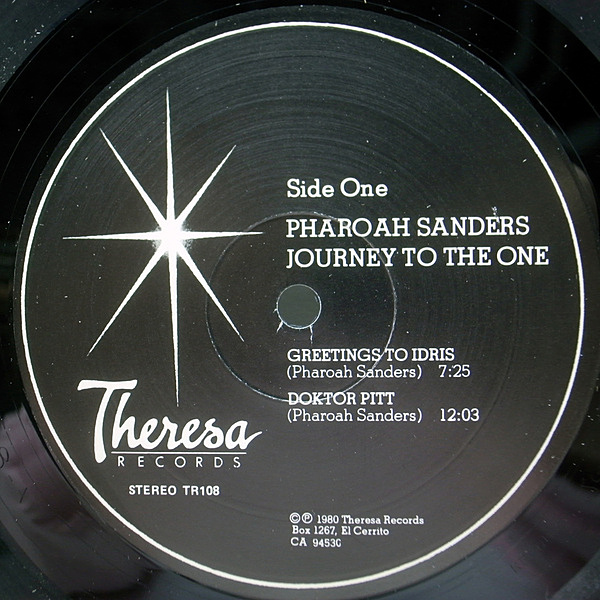 Side One
PHAROAH SANDERS
JOURNEY TO THE ONE
GREETINGS TO IDRIS
(Pharoah Sanders) 7:25
DOKTOR PITT
(Pharoah Sanders) 12:03
Theresa
RECORDS
STEREO TR108
©℗ 1980 Theresa Records
Box 1267, El Cerrito
CA 94530